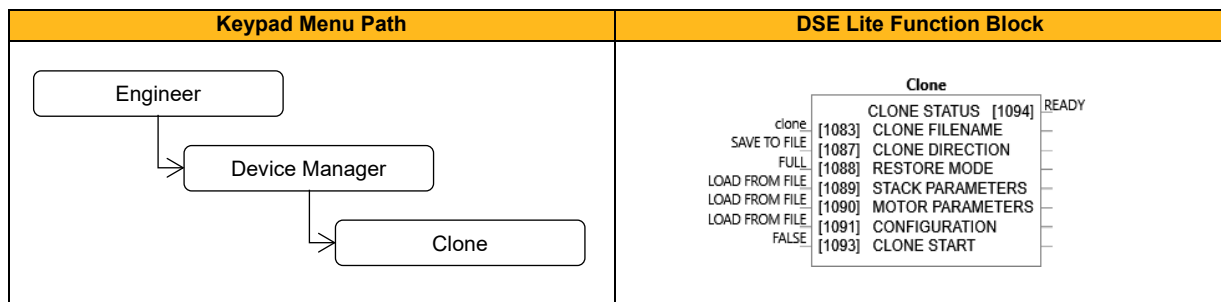 Keypad Menu Path
DSE Lite Function Block
Engineer
Device Manager
Clone
Clone
CLONE STATUS [1094] READY
clone [1083] CLONE FILENAME
SAVE TO FILE [1087] CLONE DIRECTION
FULL [1088] RESTORE MODE
LOAD FROM FILE [1089] STACK PARAMETERS
LOAD FROM FILE [1090] MOTOR PARAMETERS
LOAD FROM FILE [1091] CONFIGURATION
FALSE [1093] CLONE START